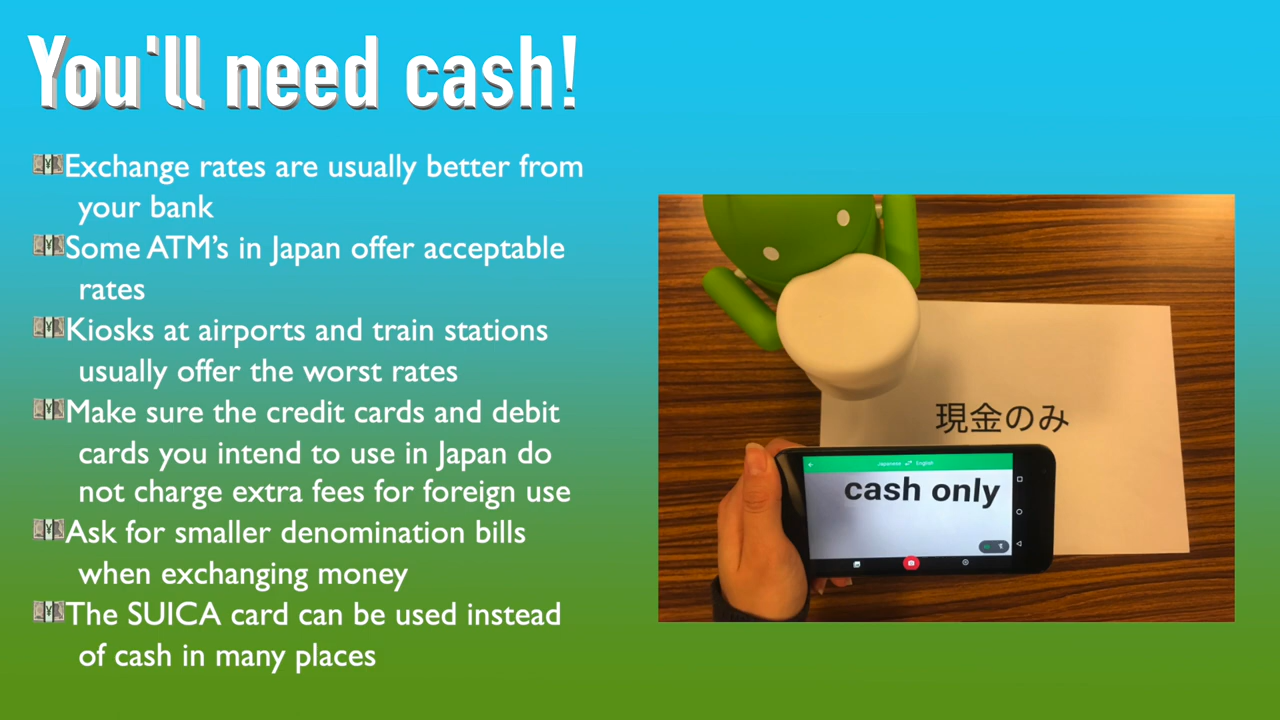 You'll need cash!
Exchange rates are usually better from
your bank
Some ATM’s in Japan offer acceptable
rates
Kiosks at airports and train stations
usually offer the worst rates
Make sure the credit cards and debit
cards you intend to use in Japan do
not charge extra fees for foreign use
Ask for smaller denomination bills
when exchanging money
The SUICA card can be used instead
of cash in many places
現金のみ
Japanese English
cash only